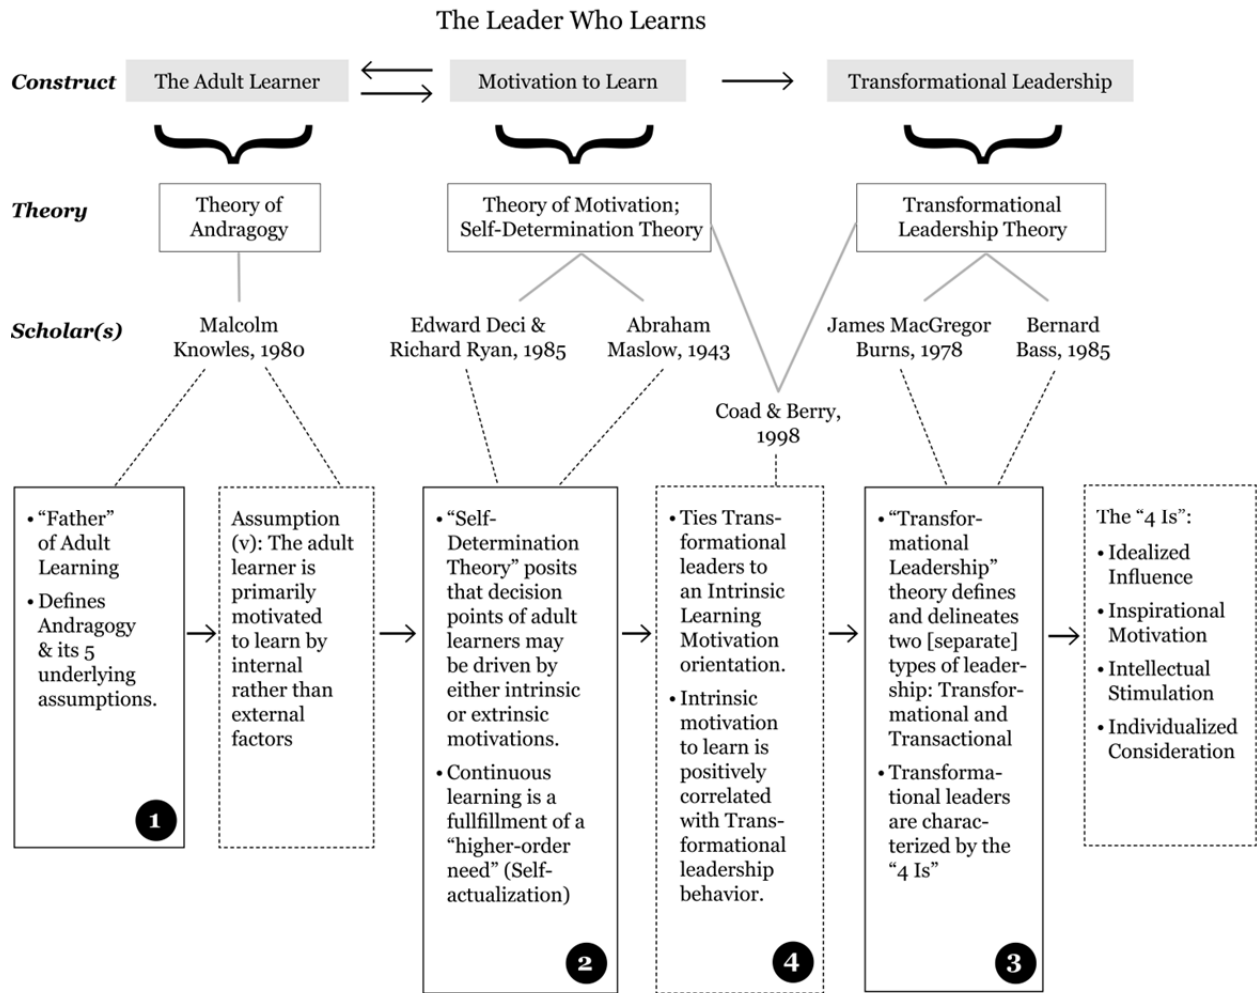 The Leader Who Learns
Construct
The Adult Learner
Motivation to Learn
Transformational Leadership
Theory
Theory of
Andragogy
Theory of Motivation;
Self-Determination Theory
Transformational
Leadership Theory
Scholar(s)
Malcolm
Knowles, 1980
Edward Deci &
Richard Ryan, 1985
Abraham
Maslow, 1943
James MacGregor
Burns, 1978
Bernard
Bass, 1985
Coad & Berry,
1998
• “Father”
of Adult
Learning
• Defines
Andragogy
& its 5
underlying
assumptions.
1
Assumption
(v): The adult
learner is
primarily
motivated
to learn by
internal
rather than
external
factors
• “Self-
Determination
Theory” posits
that decision
points of adult
learners may
be driven by
either intrinsic
or extrinsic
motivations.
• Continuous
learning is a
fullfillment of a
“higher-order
need” (Self-
actualization)
2
• Ties Trans-
formational
leaders to
an Intrinsic
Learning
Motivation
orientation.
• Intrinsic
motivation
to learn is
positively
correlated
with Trans-
formational
leadership
behavior.
4
• “Transfor-
mational
Leadership”
theory defines
and delineates
two [separate]
types of leader-
ship: Transfor-
mational and
Transactional
• Transforma-
tional leaders
are charac-
terized by the
“4 Is”
3
The “4 Is”:
• Idealized
Influence
• Inspirational
Motivation
• Intellectual
Stimulation
• Individualized
Consideration